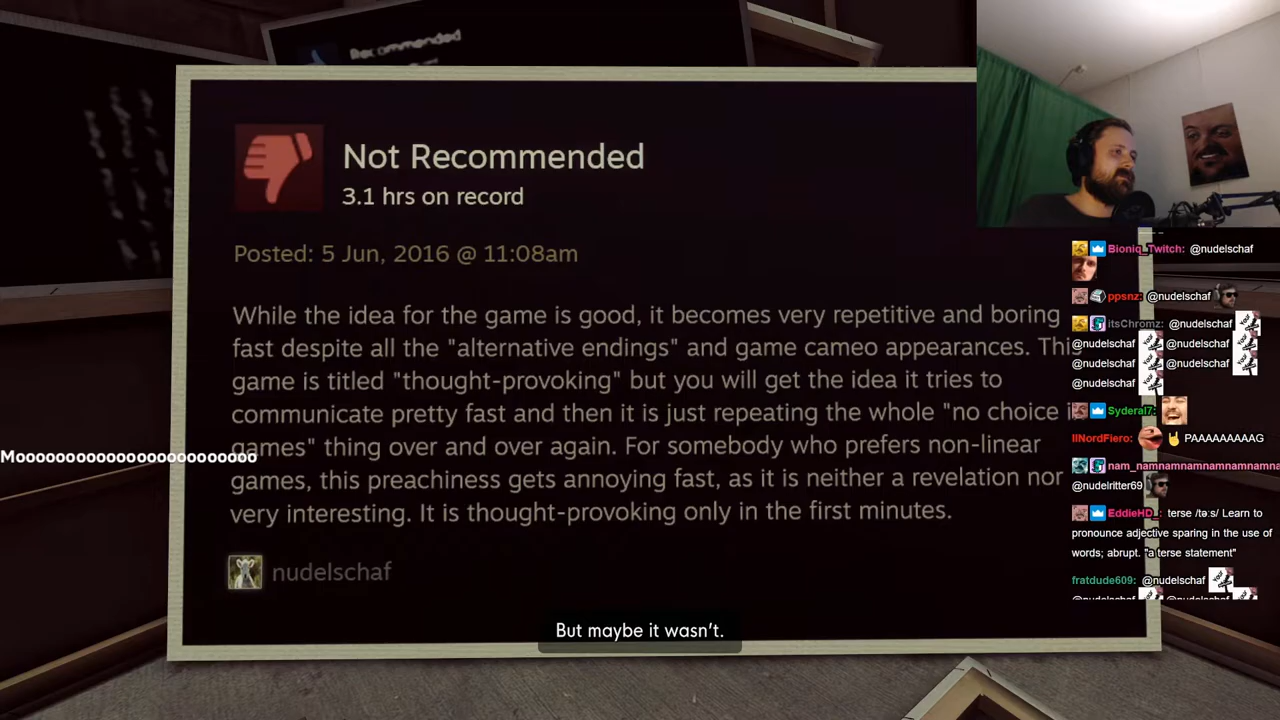 Recommended
Not Recommended
3.1 hrs on record
Posted: 5 Jun, 2016 @ 11:08am
While the idea for the game is good, it becomes very repetitive and boring
fast despite all the "alternative endings" and game cameo appearances. This
game is titled "thought-provoking" but you will get the idea it tries to
communicate pretty fast and then it is just repeating the whole "no choice
games" thing over and over again. For somebody who prefers non-linear
games, this preachiness gets annoying fast, as it is neither a revelation nor
very interesting. It is thought-provoking only in the first minutes.
nudelschaf
But maybe it wasn't.
Mooooooooooooooooooooooooo
Bioniq_Twitch: @nudelschaf
ppsnz: @nudelschaf
itsChromz: @nudelschaf
@nudelschaf @nudelschaf
@nudelschaf @nudelschaf
@nudelschaf
Syderal7:
IlNordFiero: PAAAAAAAAG
nam_namnamnamnamnamnamna
@nudelritter69
EddieHD_: terse /təːs/ Learn to
pronounce adjective sparing in the use of
words; abrupt. "a terse statement"
fratdude609: @nudelschaf
@nudelschaf @nudelschaf